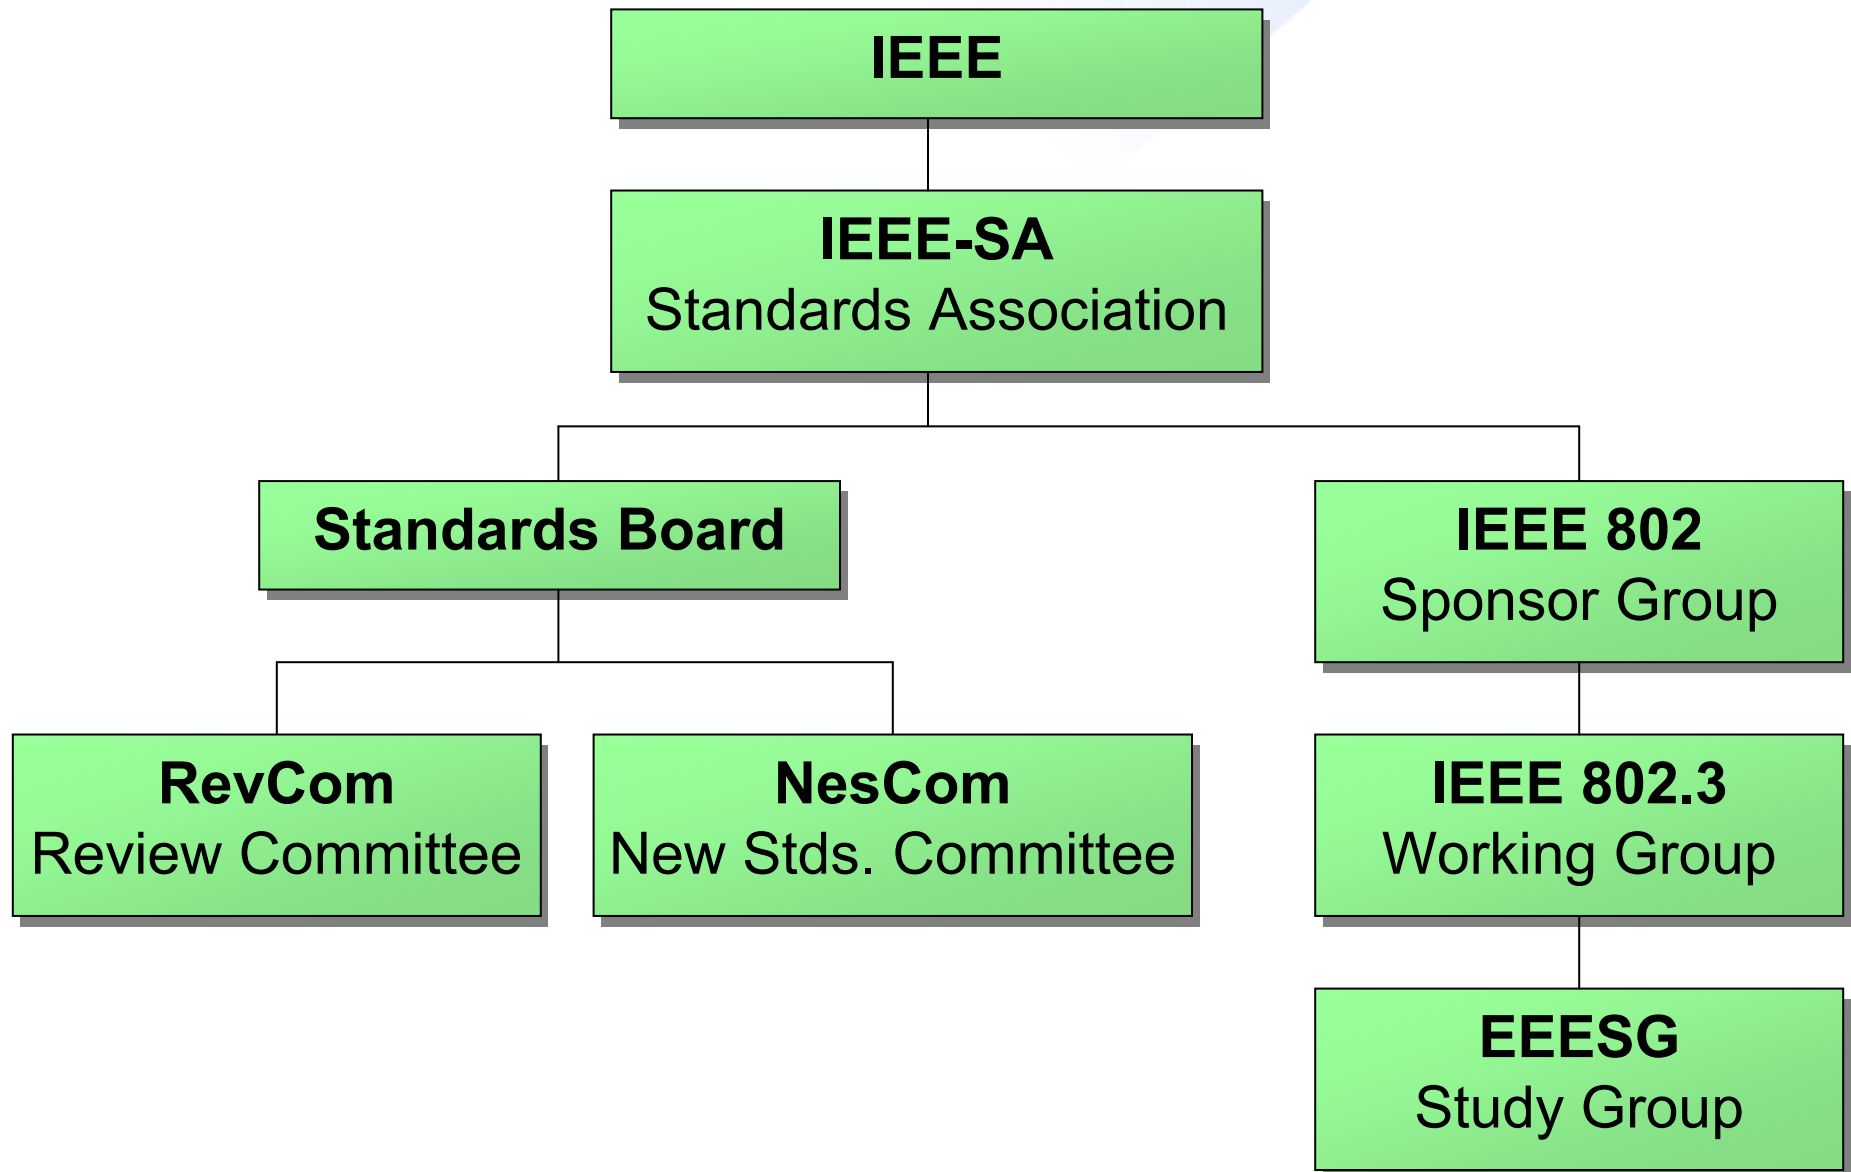 IEEE
IEEE-SA
Standards Association
Standards Board
IEEE 802
Sponsor Group
RevCom
Review Committee
NesCom
New Stds. Committee
IEEE 802.3
Working Group
EEESG
Study Group